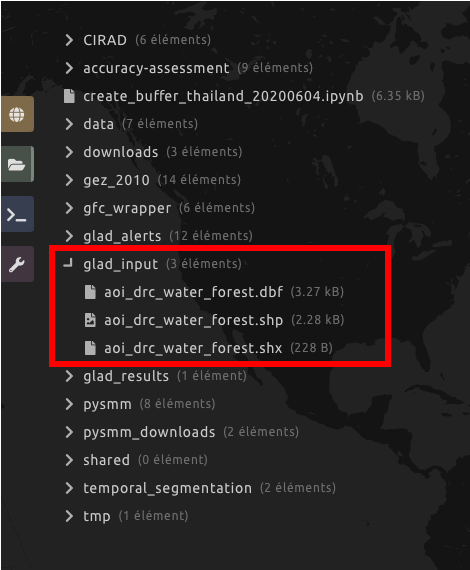 CIRAD (6 éléments)
accuracy-assessment (9 éléments)
create_buffer_thailand_20200604.ipynb (6.35 kB)
data (7 éléments)
downloads (3 éléments)
gez_2010 (14 éléments)
gfc_wrapper (6 éléments)
glad_alerts (12 éléments)
glad_input (3 éléments)
aoi_drc_water_forest.dbf (3.27 kB)
aoi_drc_water_forest.shp (2.28 kB)
aoi_drc_water_forest.shx (228 B)
glad_results (1 élément)
pysmm (8 éléments)
pysmm_downloads (2 éléments)
shared (0 élément)
temporal_segmentation (2 éléments)
tmp (1 élément)